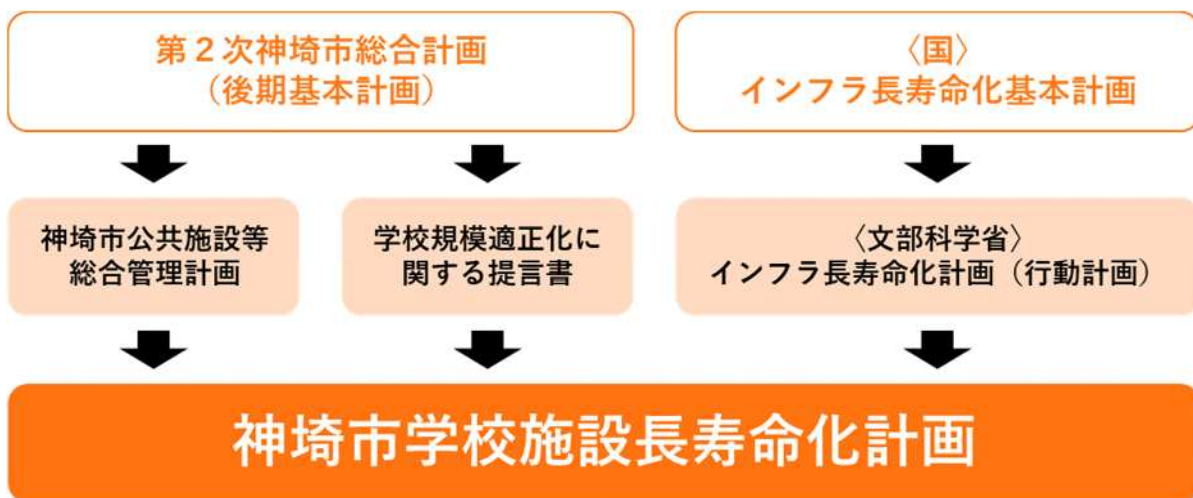 第２次神埼市総合計画
（後期基本計画）
〈国〉
インフラ長寿命化基本計画
神埼市公共施設等
総合管理計画
学校規模適正化に
関する提言書
〈文部科学省〉
インフラ長寿命化計画（行動計画）
神埼市学校施設長寿命化計画